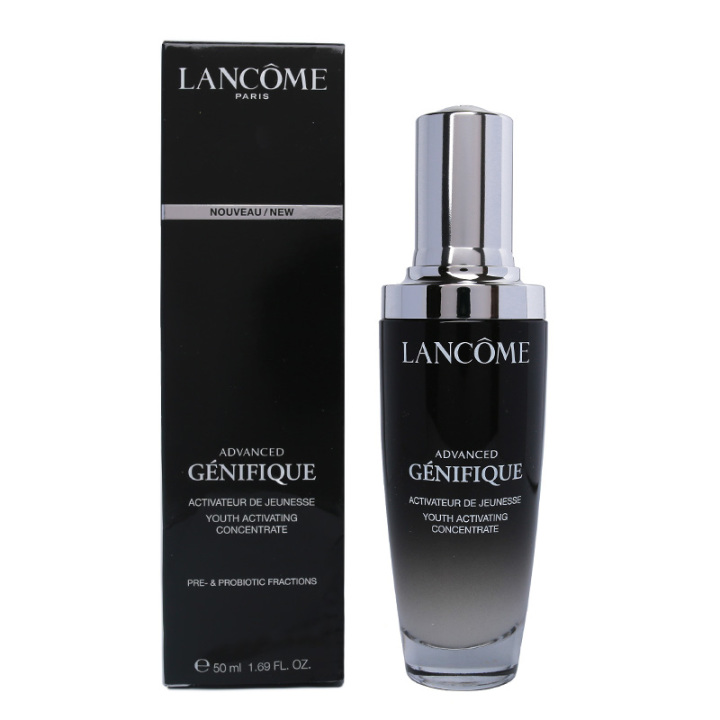 LANCÔME
PARIS
NOUVEAU / NEW
ADVANCED
GÉNIFIQUE
ACTIVATEUR DE JEUNESSE
YOUTH ACTIVATING
CONCENTRATE
PRE- & PROBIOTIC FRACTIONS
℮ 50 ml 1.69 FL. OZ.
LANCÔME
ADVANCED
GÉNIFIQUE
ACTIVATEUR DE JEUNESSE
YOUTH ACTIVATING
CONCENTRATE